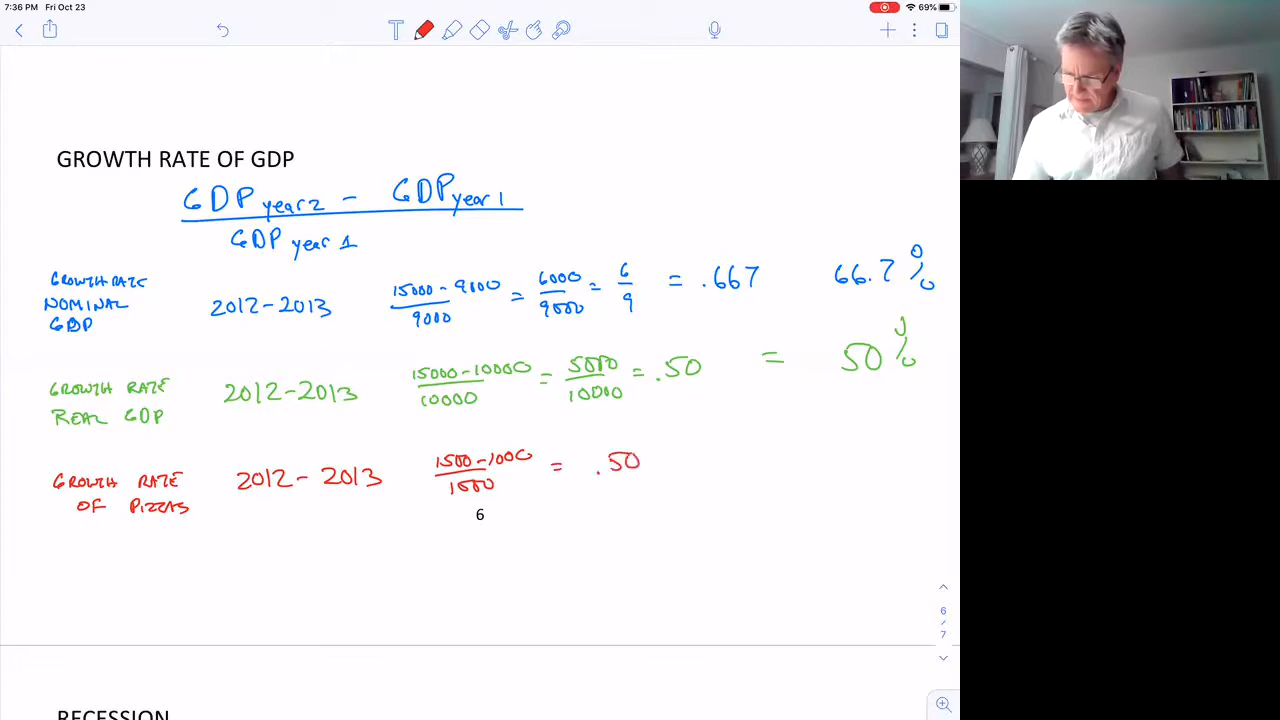 7:36 PM Fri Oct 23
69%
T
GROWTH RATE OF GDP
GDP year 2 - GDP year 1
GDP year 1
GROWTH RATE
NOMINAL
GDP
2012-2013
15000-9000
9000
= 6000
9000
= 6
9
= .667
66.7%
GROWTH RATE
REAL GDP
2012-2013
15000-10000
10000
= 5000
10000
= .50
= 50%
GROWTH RATE
OF PIZZAS
2012-2013
1500-1000
1000
= .50
6
6
/
7
RECESSION